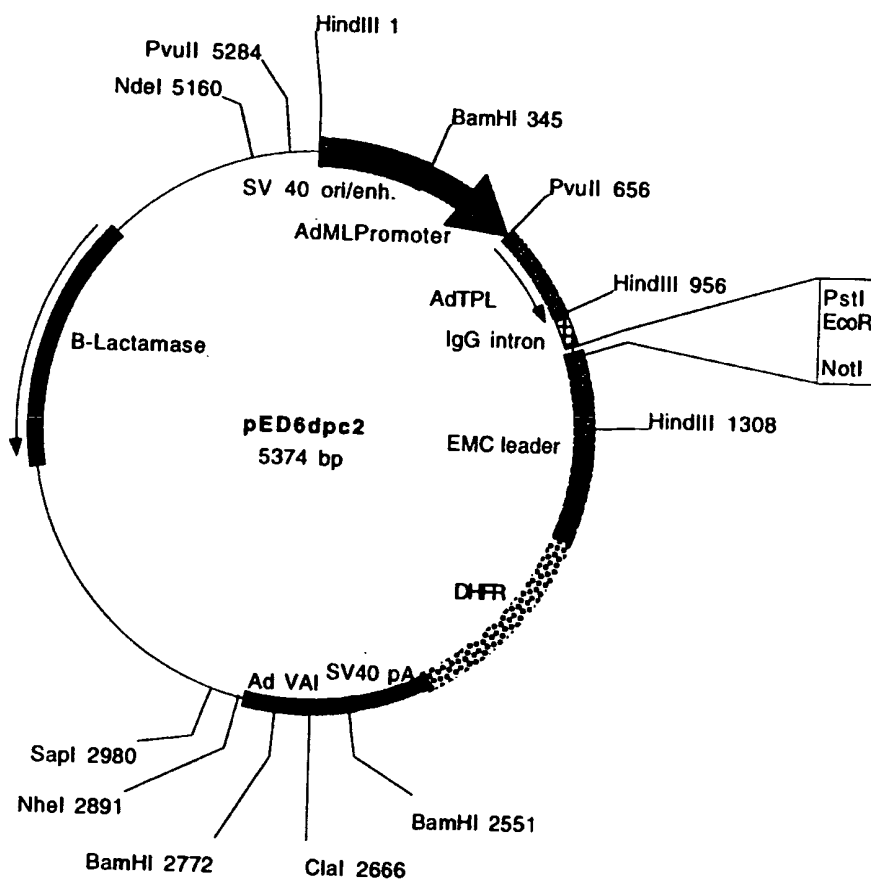 HindIII 1
PvuII 5284
NdeI 5160
BamHI 345
SV 40 ori/enh.
PvuII 656
AdMLPromoter
HindIII 956
AdTPL
PstI
EcoR
IgG intron
NotI
B-Lactamase
pED6dpc2
5374 bp
EMC leader
HindIII 1308
DHFR
Ad VAI
SV40 pA
SapI 2980
NheI 2891
BamHI 2551
BamHI 2772
ClaI 2666